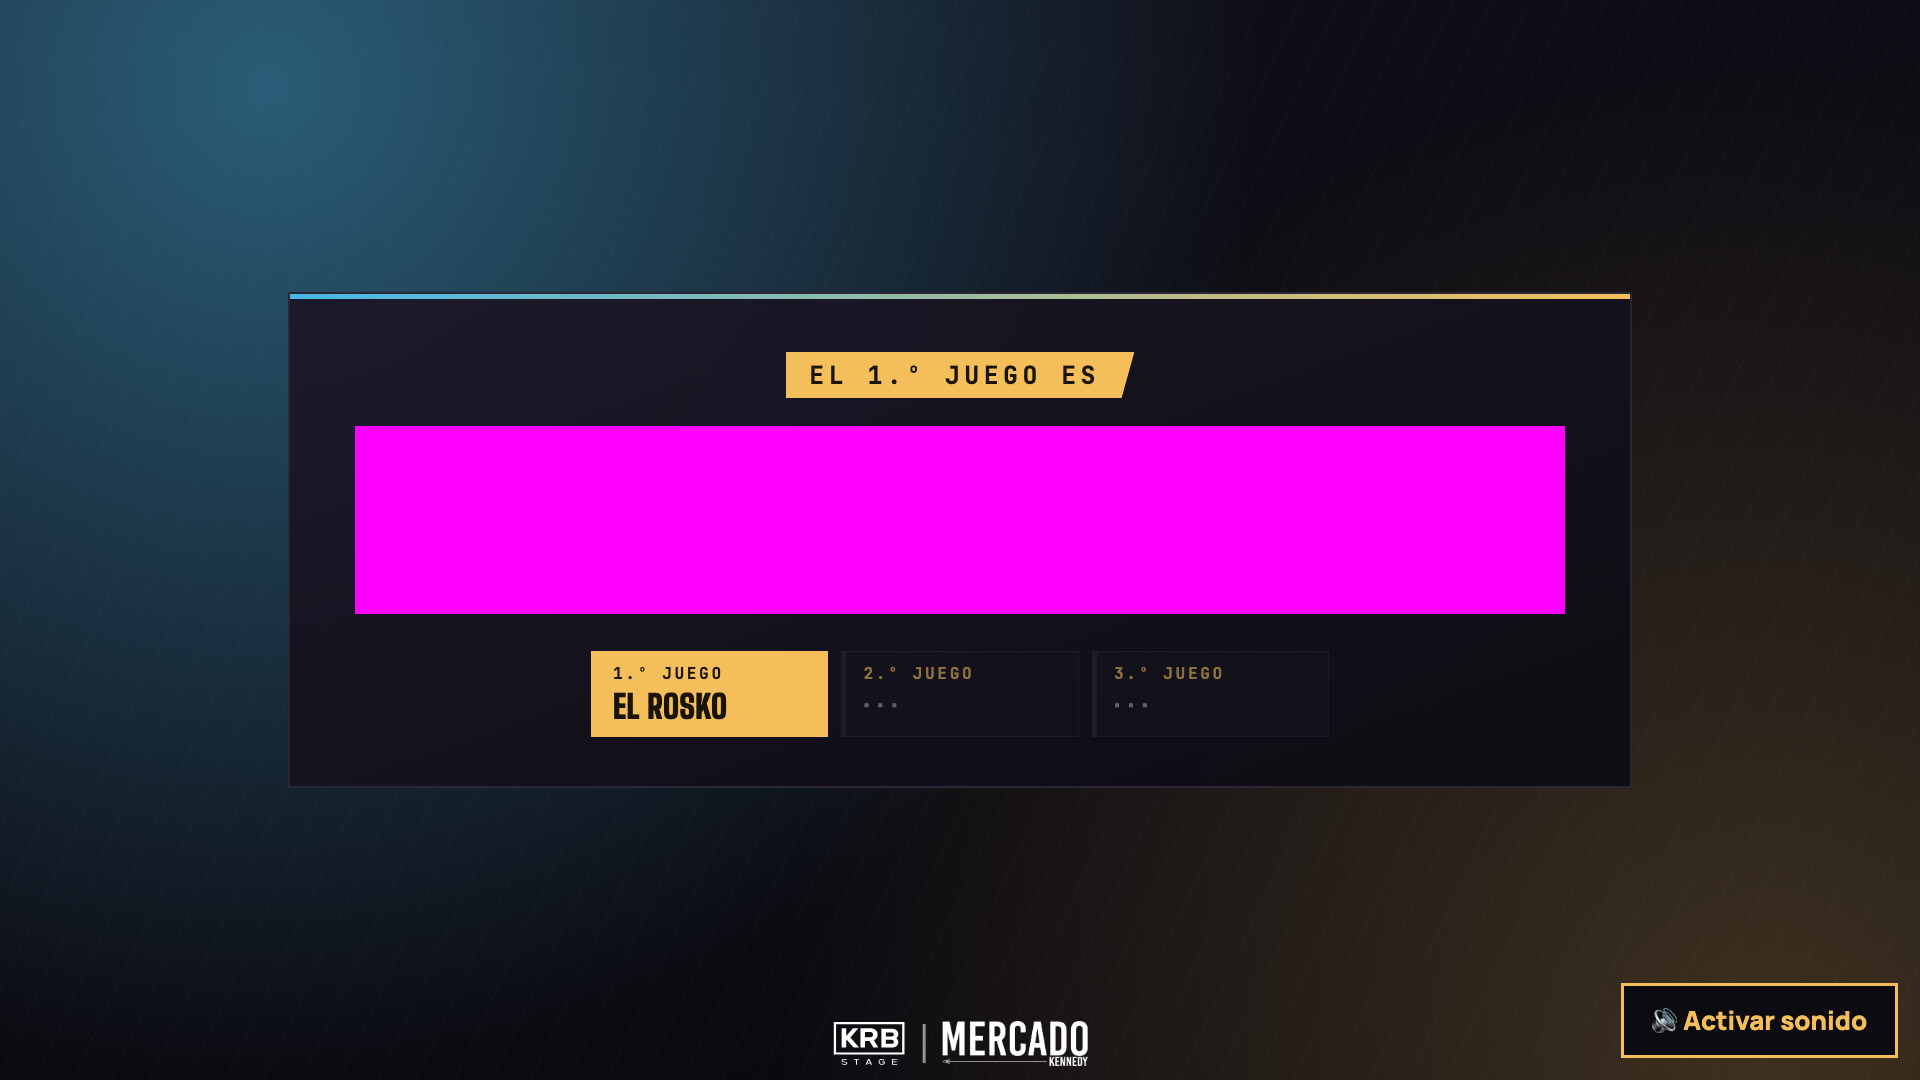 EL 1.º JUEGO ES
1.º JUEGO
EL ROSKO
2.º JUEGO
...
3.º JUEGO
...
KRB
STAGE
MERCADO
KENNEDY
🔊 Activar sonido